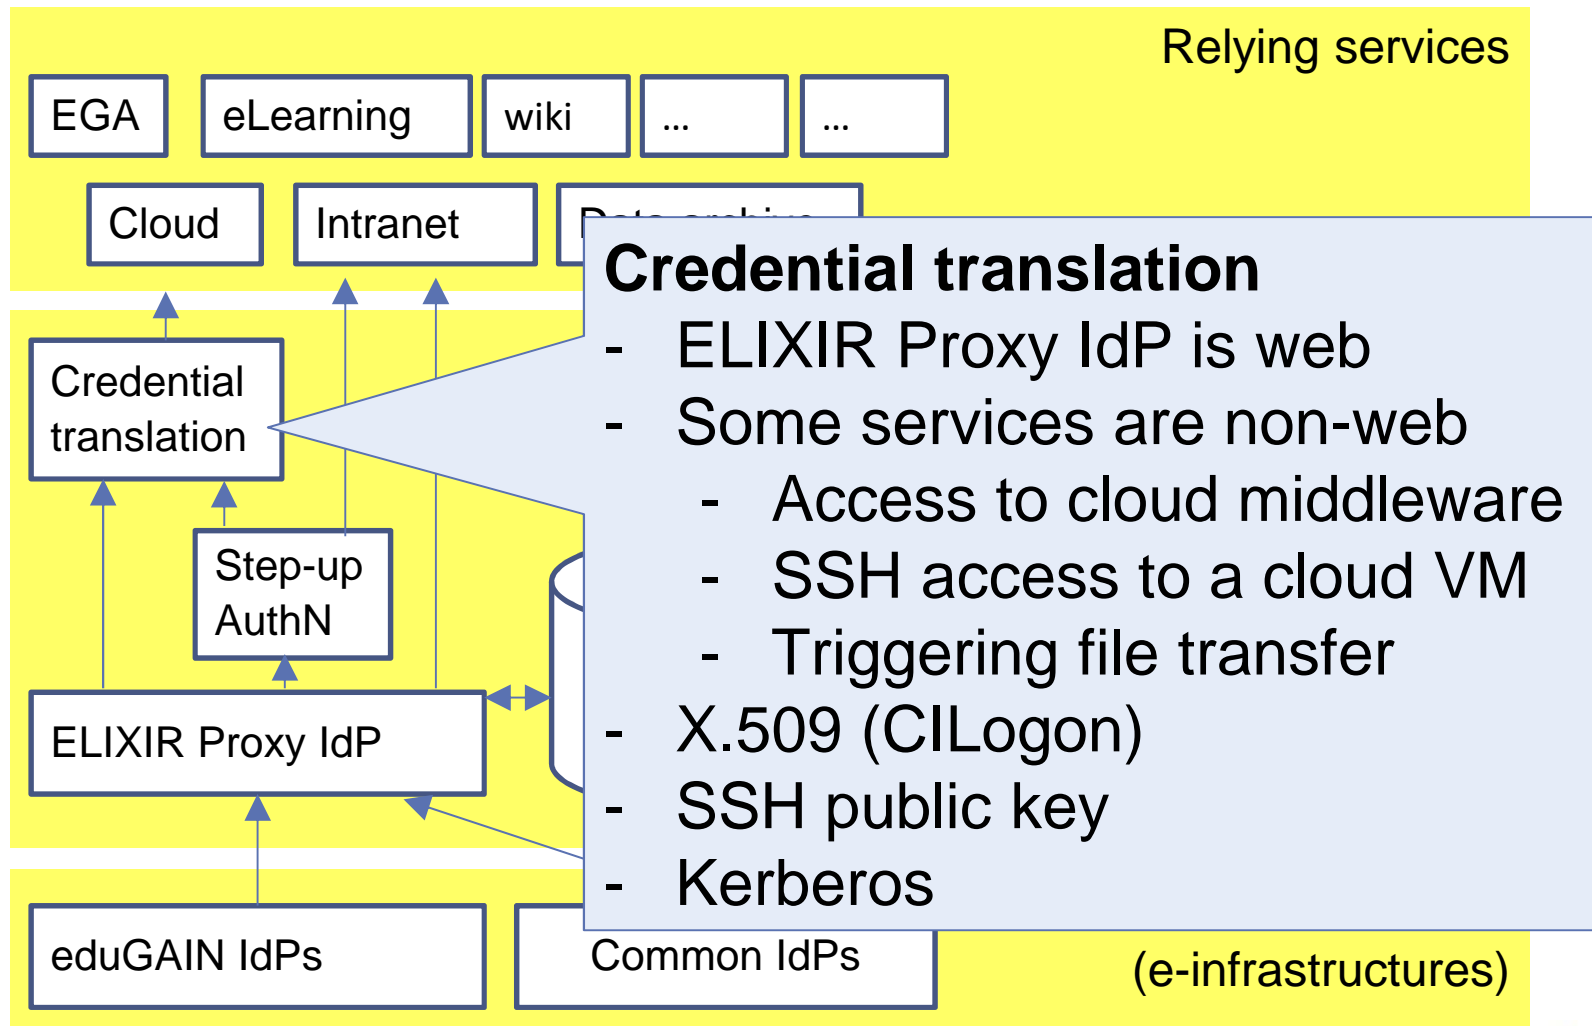 Relying services
EGA
eLearning
wiki
...
...
Cloud
Intranet
Data archive
Credential translation
- ELIXIR Proxy IdP is web
- Some services are non-web
- Access to cloud middleware
- SSH access to a cloud VM
- Triggering file transfer
- X.509 (CILogon)
- SSH public key
- Kerberos
Credential
translation
Step-up
AuthN
ELIXIR Proxy IdP
eduGAIN IdPs
Common IdPs
(e-infrastructures)